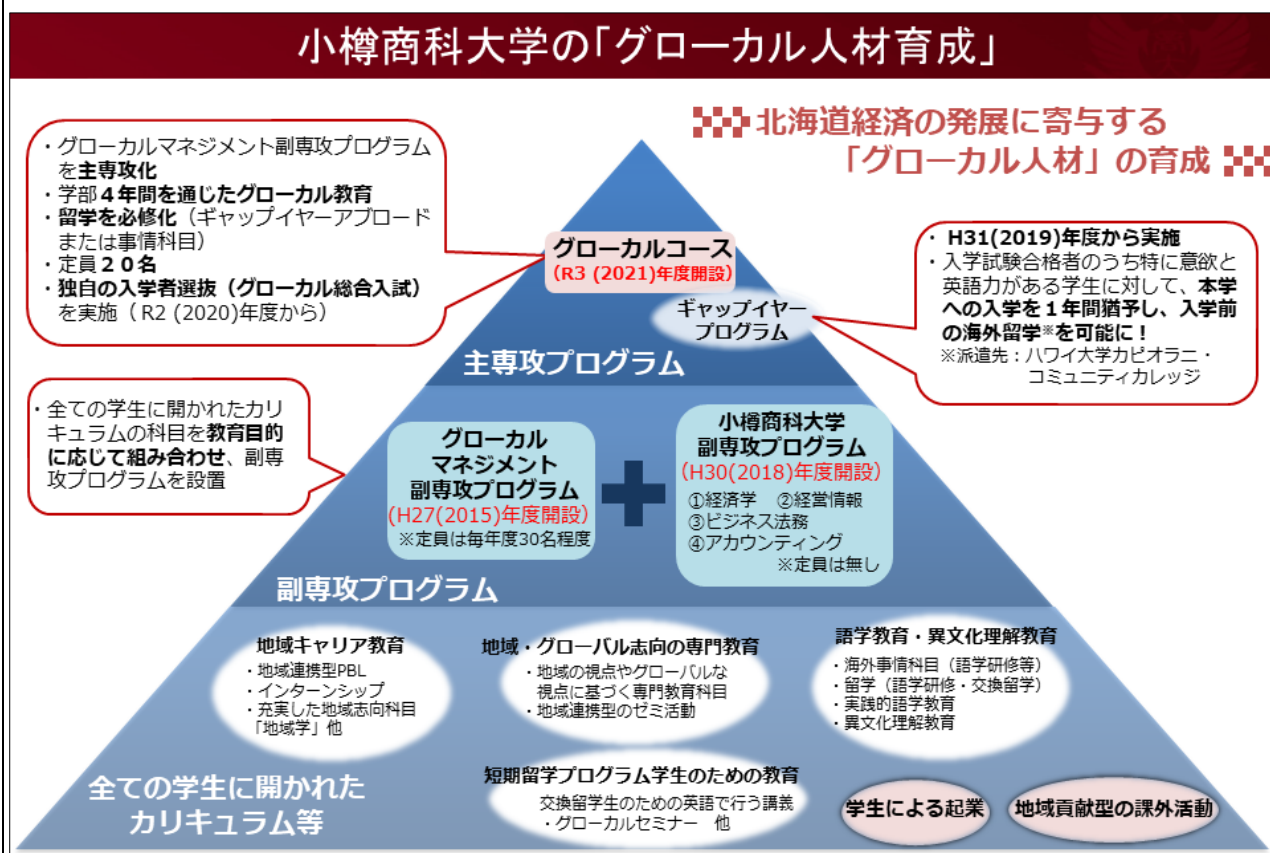 小樽商科大学の「グローカル人材育成」
北海道経済の発展に寄与する
「グローカル人材」の育成
・グローカルマネジメント副専攻プログラム
を主専攻化
・学部４年間を通じたグローカル教育
・留学を必修化（ギャップイヤーアブロード
または事情科目）
・定員２０名
・独自の入学者選抜（グローカル総合入試）
を実施（ R2 (2020)年度から）
グローカルコース
(R3 (2021)年度開設)
ギャップイヤー
プログラム
・ H31(2019)年度から実施
・入学試験合格者のうち特に意欲と
英語力がある学生に対して、本学
への入学を１年間猶予し、入学前
の海外留学※を可能に！
※派遣先：ハワイ大学カピオラニ・
コミュニティカレッジ
主専攻プログラム
・全ての学生に開かれたカリ
キュラムの科目を教育目的
に応じて組み合わせ、副専
攻プログラムを設置
グローカル
マネジメント
副専攻プログラム
(H27(2015)年度開設)
※定員は毎年度30名程度
小樽商科大学
副専攻プログラム
(H30(2018)年度開設)
①経済学　②経営情報
③ビジネス法務
④アカウンティング
※定員は無し
副専攻プログラム
地域キャリア教育
・地域連携型PBL
・インターンシップ
・充実した地域志向科目
「地域学」他
地域・グローバル志向の専門教育
・地域の視点やグローバルな
視点に基づく専門教育科目
・地域連携型のゼミ活動
語学教育・異文化理解教育
・海外事情科目（語学研修等）
・留学（語学研修・交換留学）
・実践的語学教育
・異文化理解教育
全ての学生に開かれた
カリキュラム等
短期留学プログラム学生のための教育
交換留学生のための英語で行う講義
・グローカルセミナー　他
学生による起業
地域貢献型の課外活動